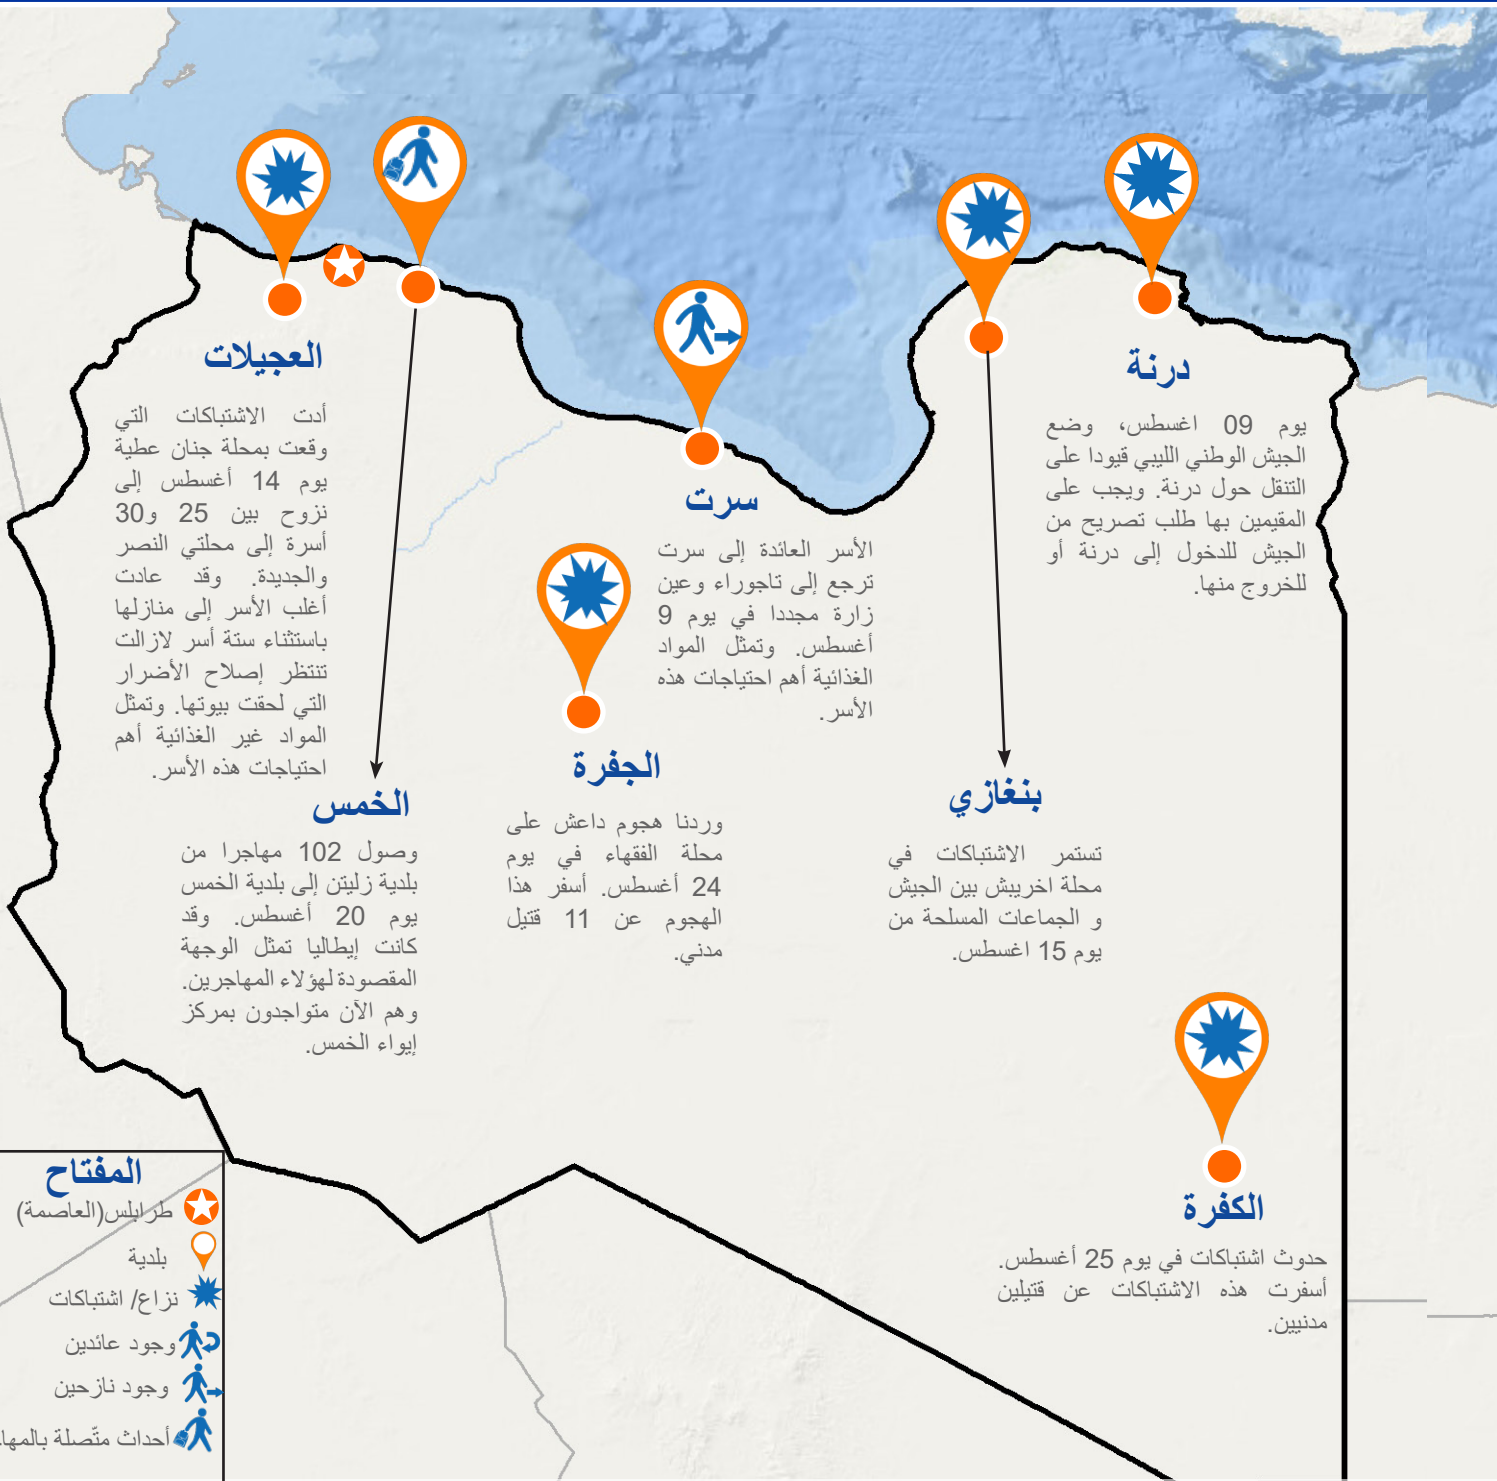 العجيلات
أدت الاشتباكات التي
وقعت بمحلة جنان عطية
يوم 14 أغسطس إلى
نزوح بين 25 و30
أسرة إلى محلتي النصر
والجديدة. وقد عادت
أغلب الأسر إلى منازلها
باستثناء ستة أسر لازالت
تنتظر إصلاح الأضرار
التي لحقت بيوتها. وتمثل
المواد غير الغذائية أهم
احتياجات هذه الأسر.
الخمس
وصول 102 مهاجرا من
بلدية زليتن إلى بلدية الخمس
يوم 20 أغسطس. وقد
كانت إيطاليا تمثل الوجهة
المقصودة لهؤلاء المهاجرين.
وهم الآن متواجدون بمركز
إيواء الخمس.
سرت
الأسر العائدة إلى سرت
ترجع إلى تاجوراء وعين
زارة مجددا في يوم 9
أغسطس. وتمثل المواد
الغذائية أهم احتياجات هذه
الأسر.
الجفرة
وردنا هجوم داعش على
محلة الفقهاء في يوم
24 أغسطس. أسفر هذا
الهجوم عن 11 قتيل
مدني.
درنة
يوم 09 اغسطس، وضع
الجيش الوطني الليبي قيودا على
التنقل حول درنة. ويجب على
المقيمين بها طلب تصريح من
الجيش للدخول إلى درنة أو
للخروج منها.
بنغازي
تستمر الاشتباكات في
محلة اخريبش بين الجيش
و الجماعات المسلحة من
يوم 15 اغسطس.
الكفرة
حدوث اشتباكات في يوم 25 أغسطس.
أسفرت هذه الاشتباكات عن قتيلين
مدنيين.
المفتاح
طرابلس(العاصمة)
بلدية
نزاع/ اشتباكات
وجود عائدين
وجود نازحين
أحداث متّصلة